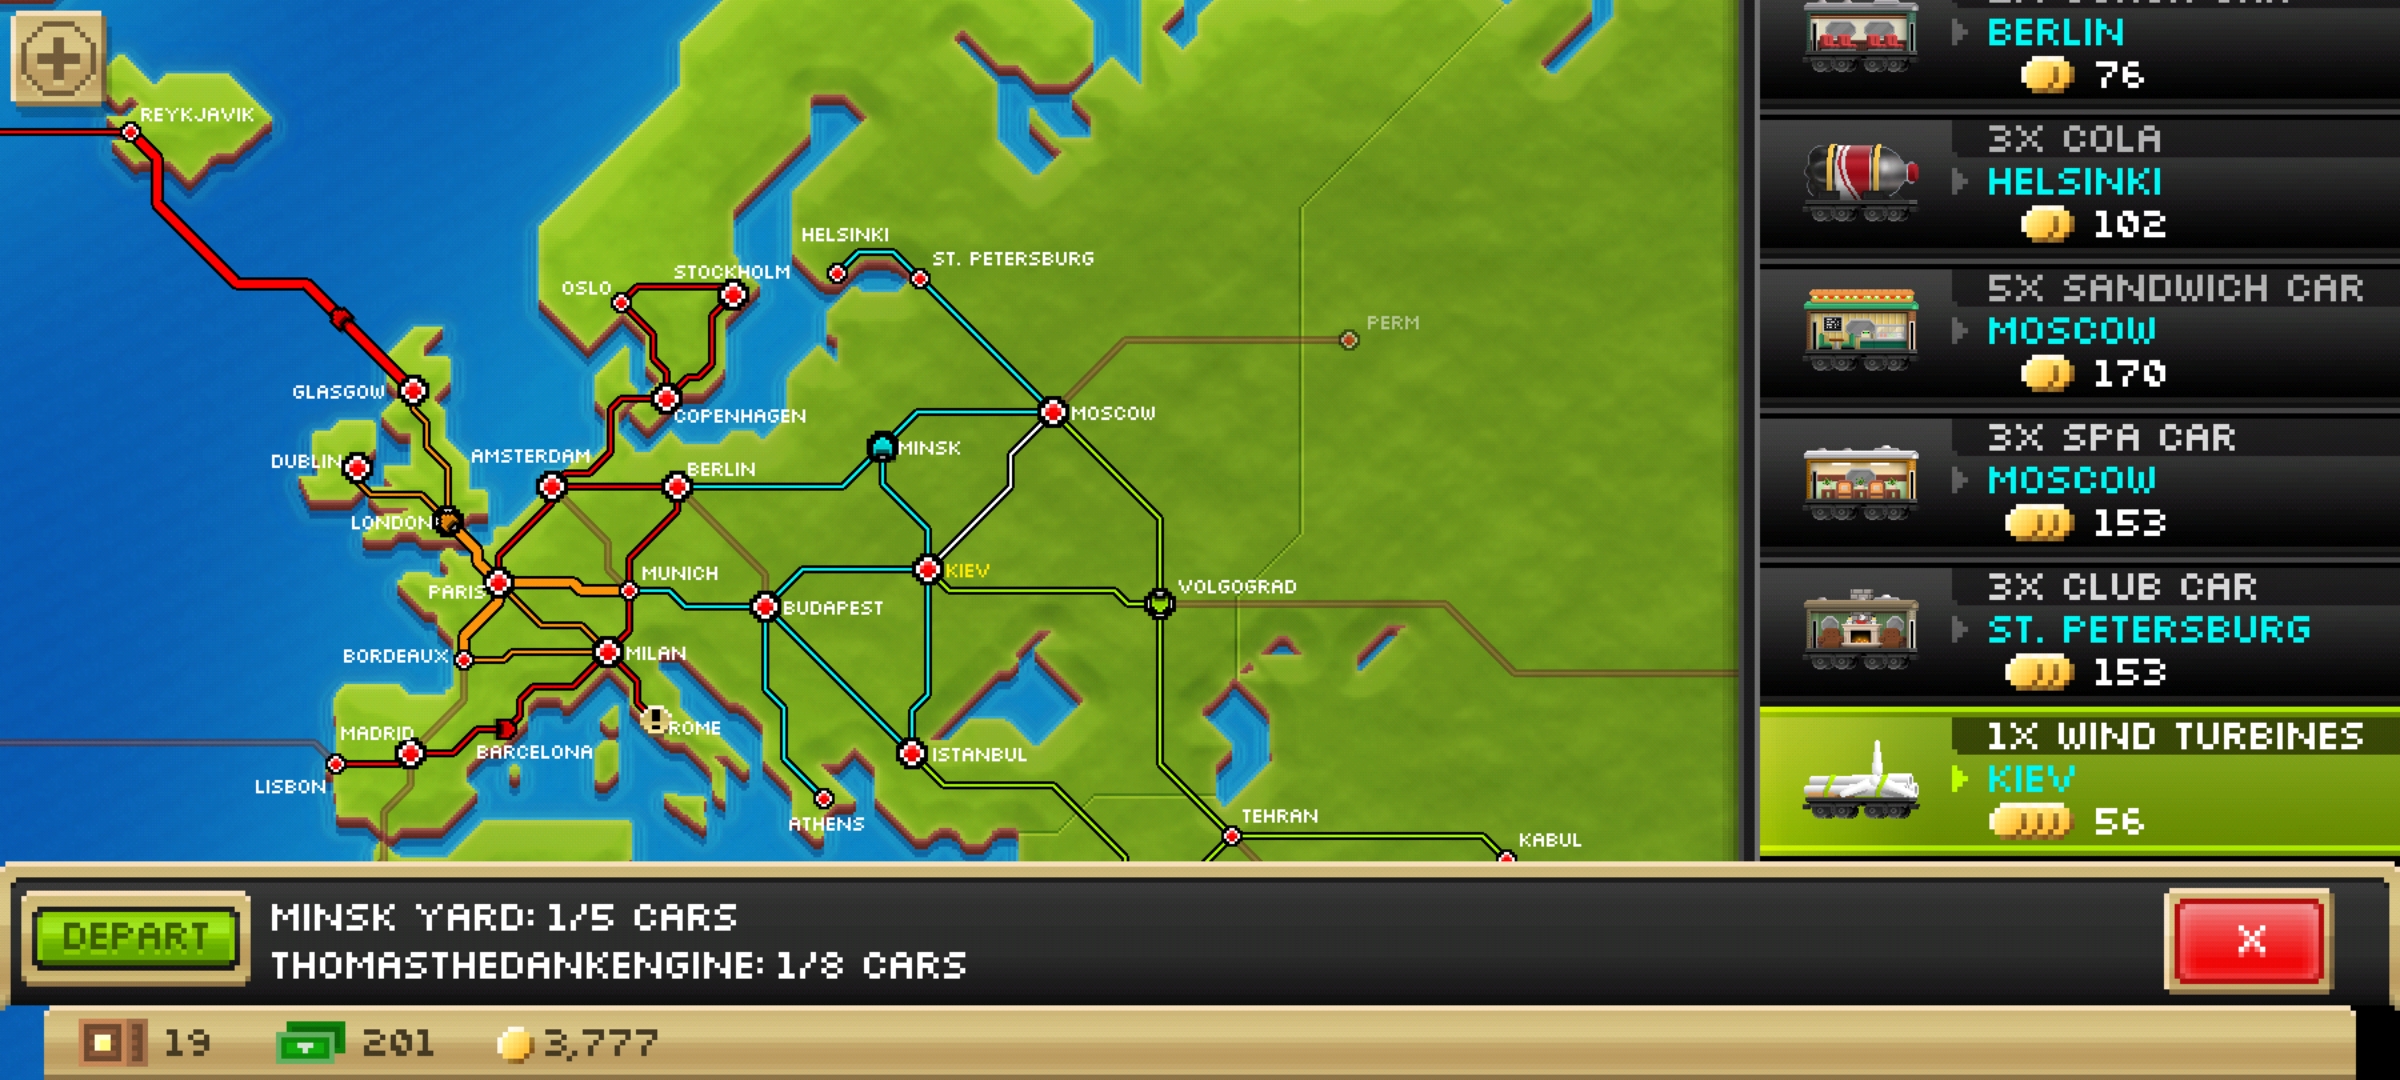 REYKJAVIK
HELSINKI
ST. PETERSBURG
STOCKHOLM
OSLO
PERM
GLASGOW
COPENHAGEN
MOSCOW
MINSK
DUBLIN
AMSTERDAM
BERLIN
LONDON
KIEV
MUNICH
VOLGOGRAD
PARIS
BUDAPEST
BORDEAUX
MILAN
MADRID
ROME
BARCELONA
ISTANBUL
LISBON
ATHENS
TEHRAN
KABUL
BERLIN
76
3X COLA
HELSINKI
102
5X SANDWICH CAR
MOSCOW
170
3X SPA CAR
MOSCOW
153
3X CLUB CAR
ST. PETERSBURG
153
1X WIND TURBINES
KIEV
56
DEPART
MINSK YARD: 1/5 CARS
THOMASTHEDANKENGINE: 1/8 CARS
X
19
201
3,777